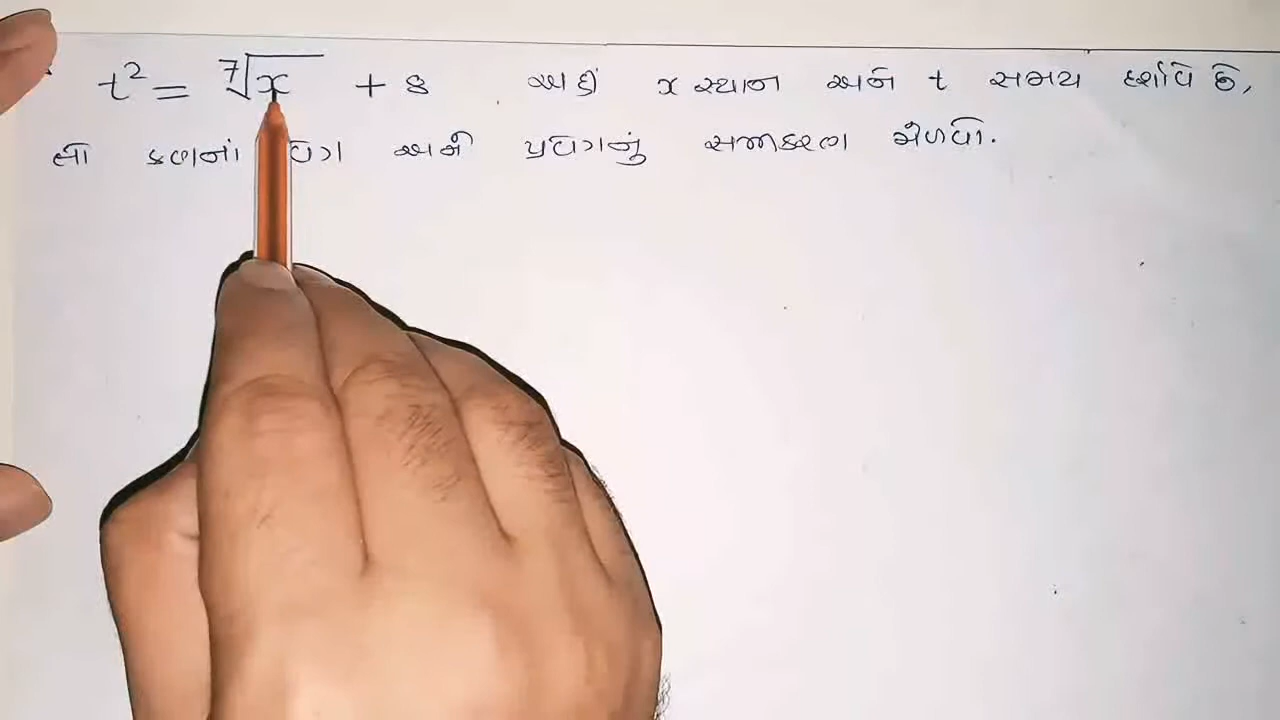 t² = ⁷√x + 8 અહીં x સ્થાન અને t સમય દર્શાવે છે,
તો કણનાં વેગ અને પ્રવેગનું સમીકરણ મેળવો.